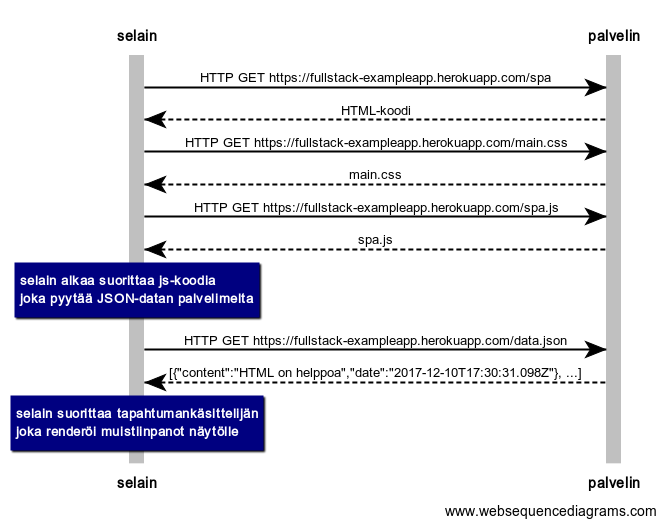 selain palvelin
HTTP GET https://fullstack-exampleapp.herokuapp.com/spa
HTML-koodi
HTTP GET https://fullstack-exampleapp.herokuapp.com/main.css
main.css
HTTP GET https://fullstack-exampleapp.herokuapp.com/spa.js
spa.js
selain alkaa suorittaa js-koodia
joka pyytää JSON-datan palvelimelta
HTTP GET https://fullstack-exampleapp.herokuapp.com/data.json
[{"content":"HTML on helppoa","date":"2017-12-10T17:30:31.098Z"}, ...]
selain suorittaa tapahtumankäsittelijän
joka renderöi muistiinpanot näytölle
selain palvelin
www.websequencediagrams.com